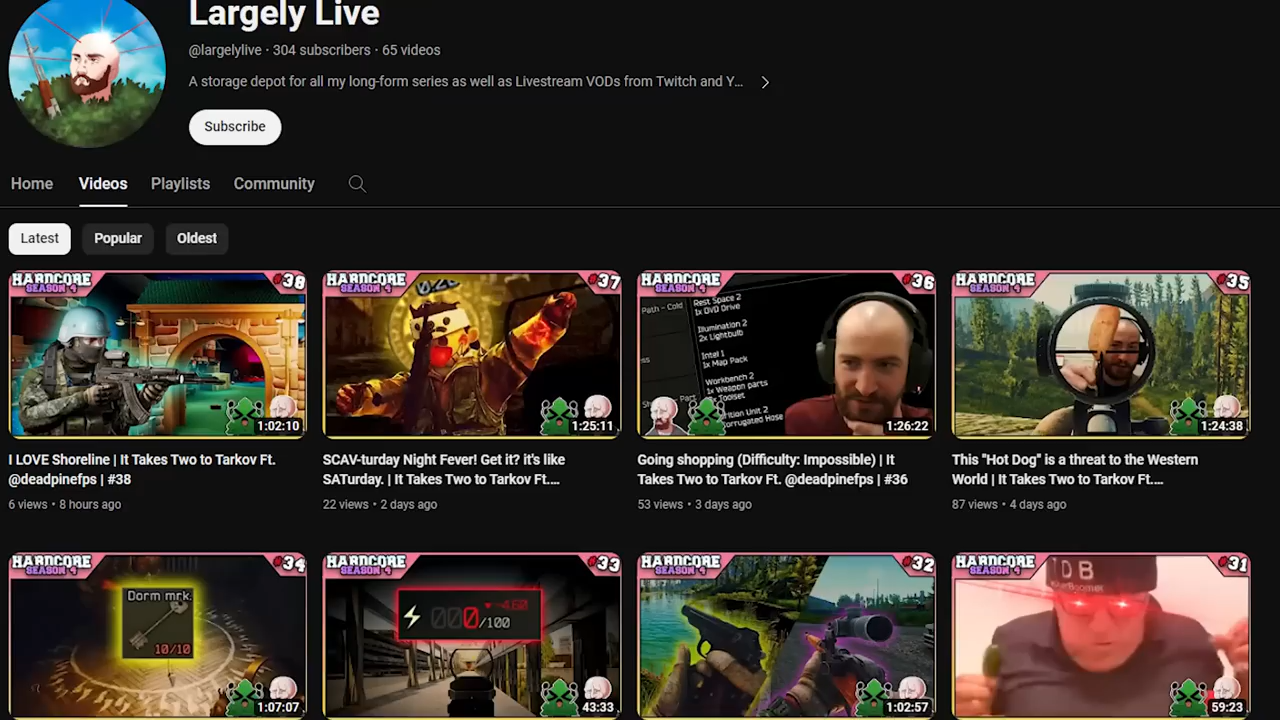 Largely Live
@largelylive · 304 subscribers · 65 videos
A storage depot for all my long-form series as well as Livestream VODs from Twitch and Y...
Subscribe
Home Videos Playlists Community
Latest Popular Oldest
HARDCORE
SEASON 4
#38
1:02:10
HARDCORE
SEASON 4
#37
1:25:11
HARDCORE
SEASON 4
#36
Path - Cold
Rest Space 2
1x DVD Drive
Illumination 2
2x Lightbulb
Intel 1
1x Map Pack
Workbench 2
1x Weapon parts
Toolset
1:26:22
HARDCORE
SEASON 4
#35
1:24:38
I LOVE Shoreline | It Takes Two to Tarkov Ft.
@deadpinefps | #38
6 views · 8 hours ago
SCAV-turday Night Fever! Get it? it's like
SATurday. | It Takes Two to Tarkov Ft....
22 views · 2 days ago
Going shopping (Difficulty: Impossible) | It
Takes Two to Tarkov Ft. @deadpinefps | #36
53 views · 3 days ago
This "Hot Dog" is a threat to the Western
World | It Takes Two to Tarkov Ft....
87 views · 4 days ago
HARDCORE
SEASON 4
#34
Dorm mrk.
10/10
1:07:07
HARDCORE
SEASON 4
#33
▼ -4.60
000/100
43:33
HARDCORE
SEASON 4
#32
1:02:57
HARDCORE
SEASON 4
#31
DB
59:23